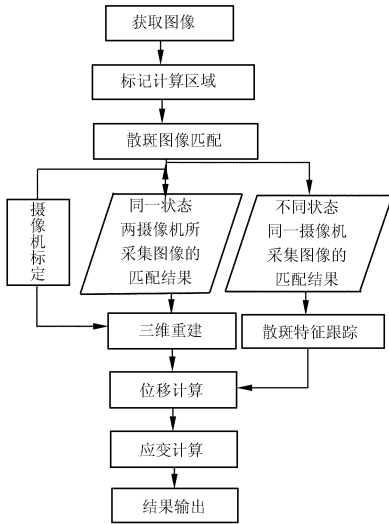 获取图像
标记计算区域
散斑图像匹配
摄像机标定
同一状态
两摄像机所
采集图像的
匹配结果
不同状态
同一摄像机
采集图像的
匹配结果
三维重建
散斑特征跟踪
位移计算
应变计算
结果输出